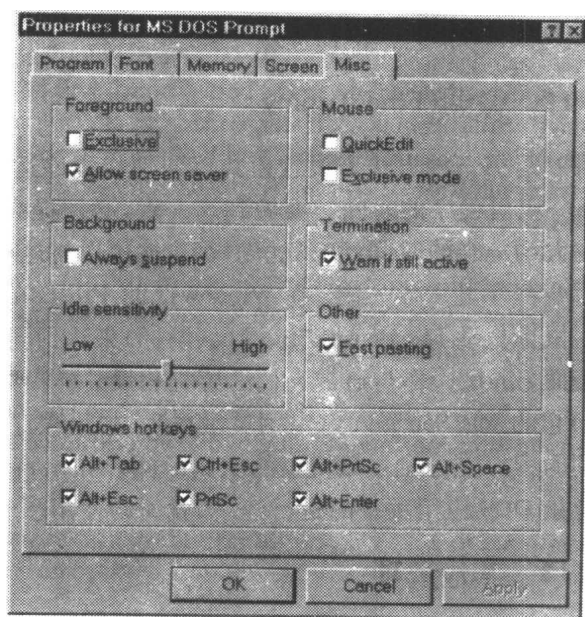 Properties for MS DOS Prompt
Program Font Memory Screen Misc
Foreground
Exclusive
Allow screen saver
Mouse
QuickEdit
Exclusive mode
Background
Always suspend
Termination
Warn if still active
Idle sensitivity
Low High
Other
Fast pasting
Windows hot keys
Alt+Tab Ctrl+Esc Alt+PrtSc Alt+Space
Alt+Esc PrtSc Alt+Enter
OK Cancel Apply